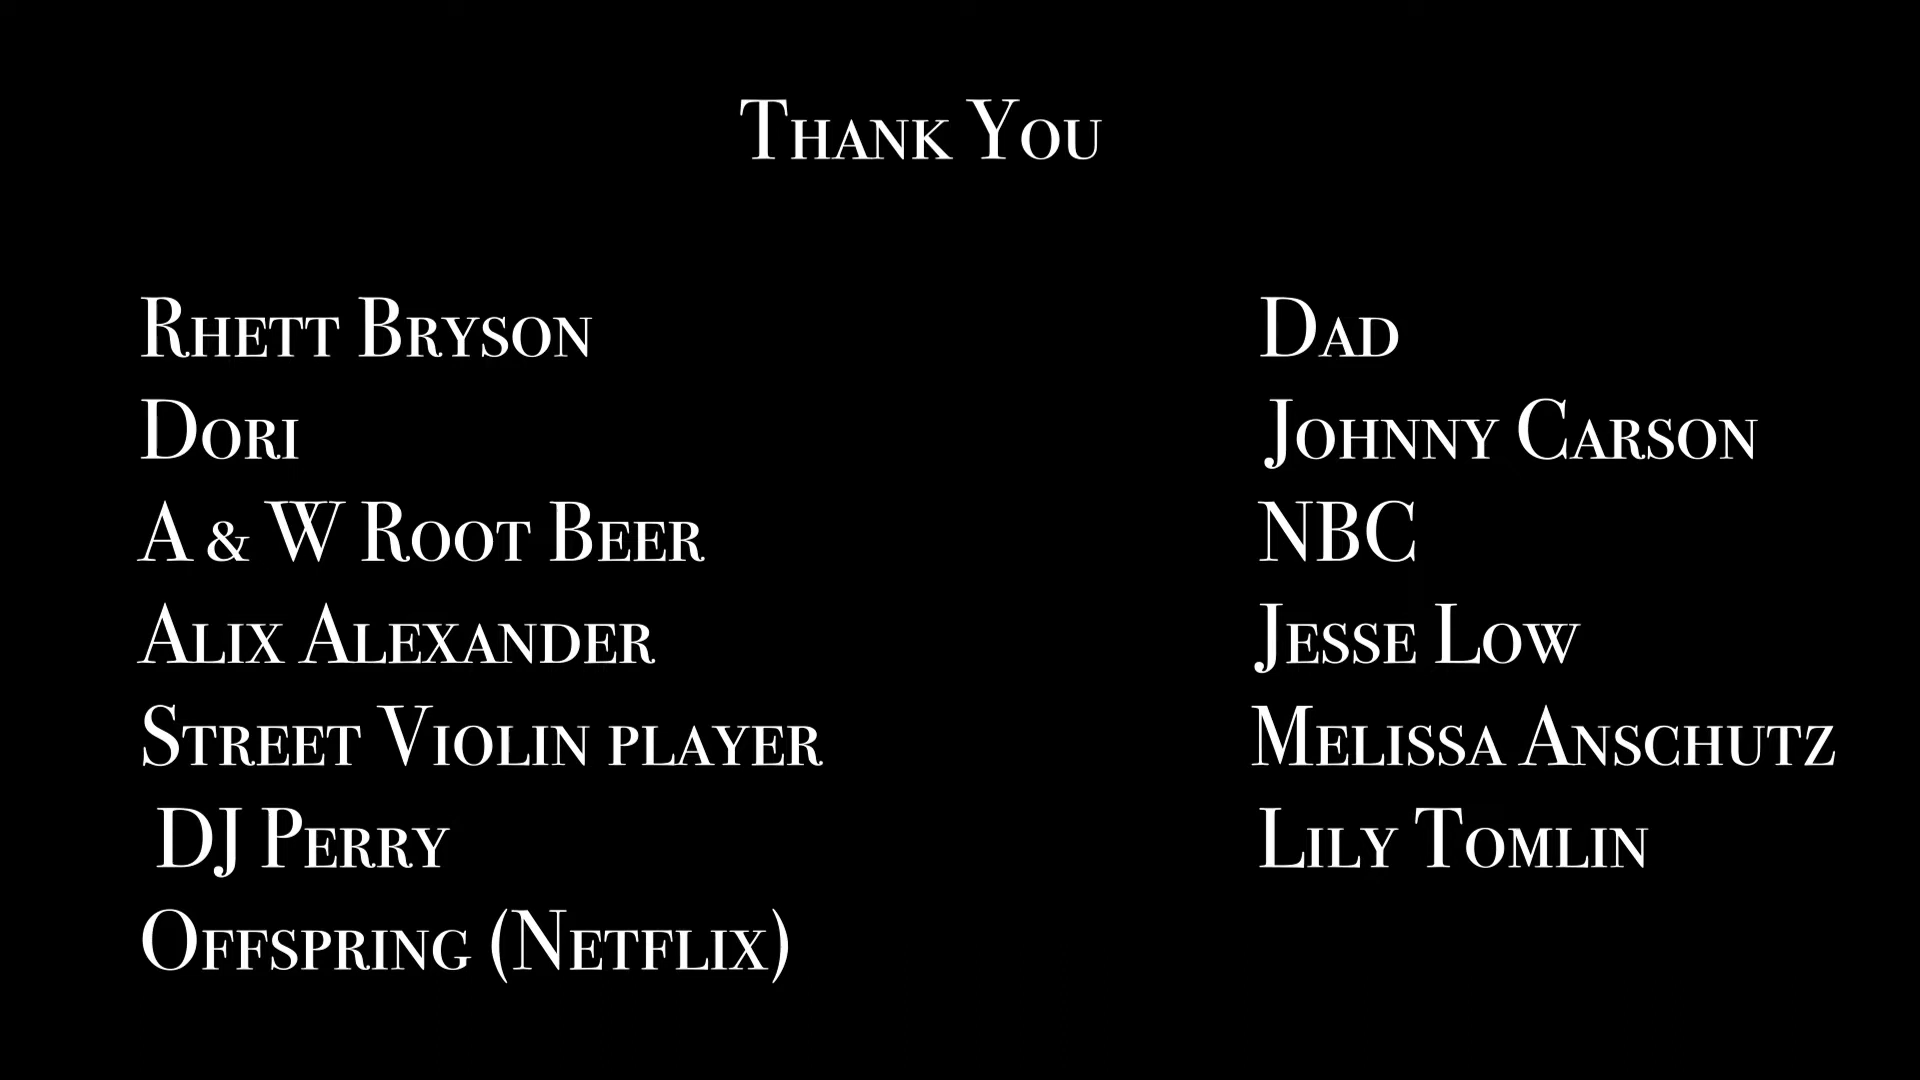 Thank You
Rhett Bryson
Dori
A & W Root Beer
Alix Alexander
Street Violin player
DJ Perry
Offspring (Netflix)
Dad
Johnny Carson
NBC
Jesse Low
Melissa Anschutz
Lily Tomlin